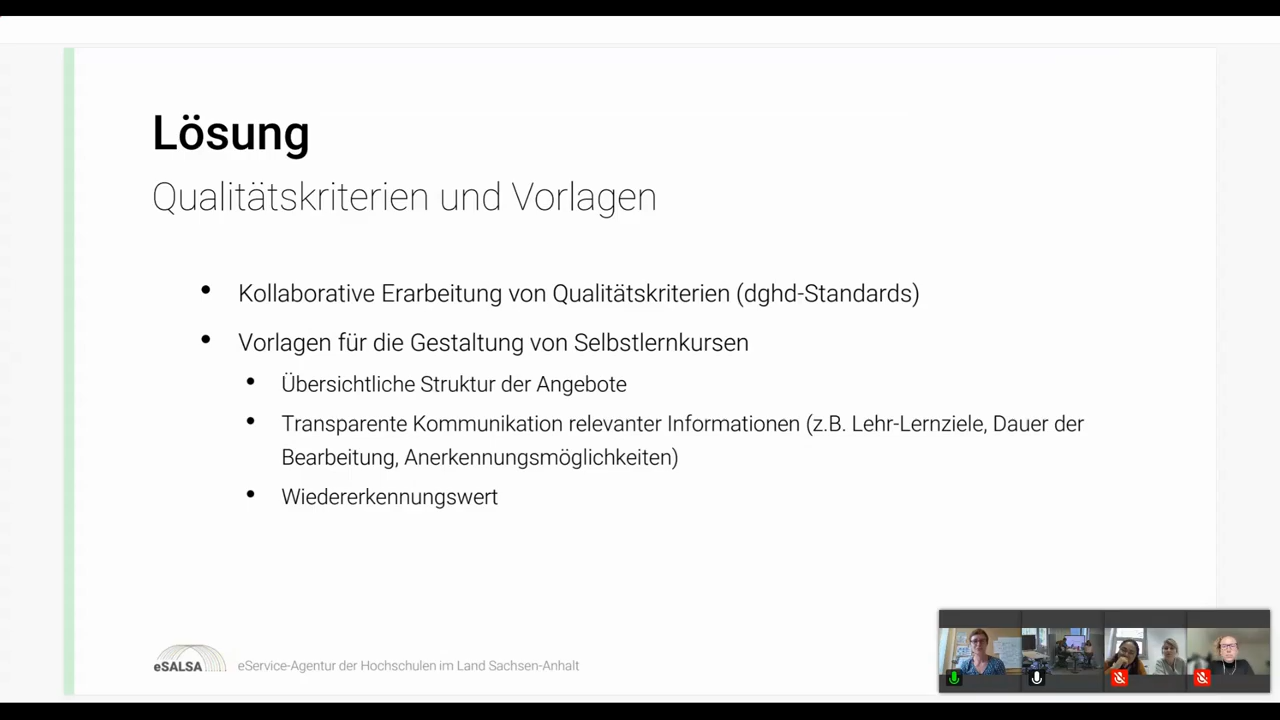 Lösung
Qualitätskriterien und Vorlagen
• Kollaborative Erarbeitung von Qualitätskriterien (dghd-Standards)
• Vorlagen für die Gestaltung von Selbstlernkursen
• Übersichtliche Struktur der Angebote
• Transparente Kommunikation relevanter Informationen (z.B. Lehr-Lernziele, Dauer der
Bearbeitung, Anerkennungsmöglichkeiten)
• Wiedererkennungswert
eSALSA eService-Agentur der Hochschulen im Land Sachsen-Anhalt